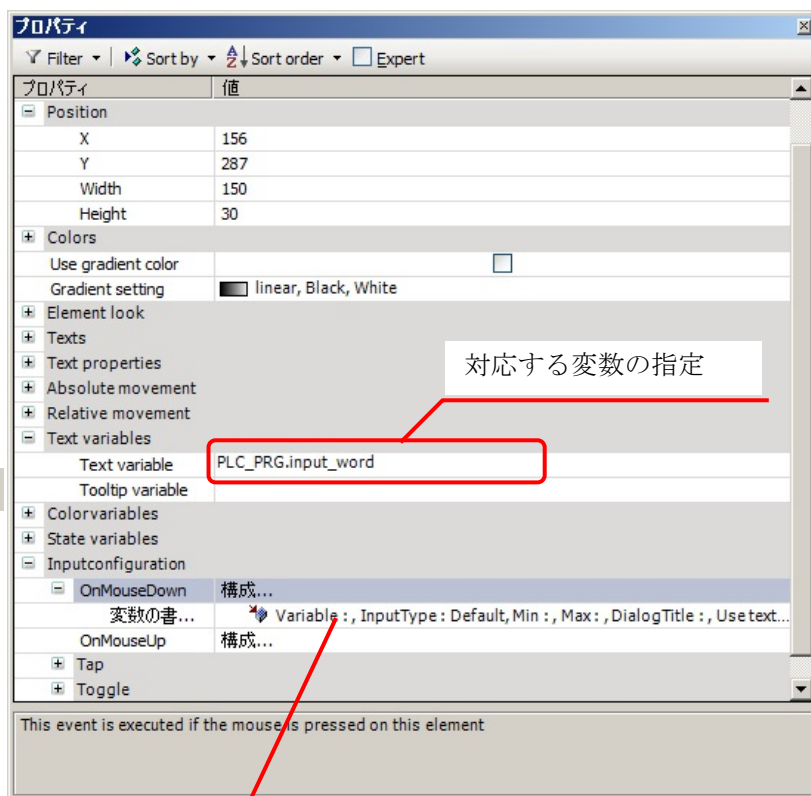 プロパティ
Filter Sort by Sort order Expert
プロパティ 値
Position
X 156
Y 287
Width 150
Height 30
Colors
Use gradient color
Gradient setting linear, Black, White
Element look
Texts
Text properties
対応する変数の指定
Absolute movement
Relative movement
Text variables
Text variable PLC_PRG.input_word
Tooltip variable
Colorvariables
State variables
Inputconfiguration
OnMouseDown 構成...
変数の書... Variable : , InputType : Default, Min : , Max : , DialogTitle : , Use text...
OnMouseUp 構成...
Tap
Toggle
This event is executed if the mouse is pressed on this element